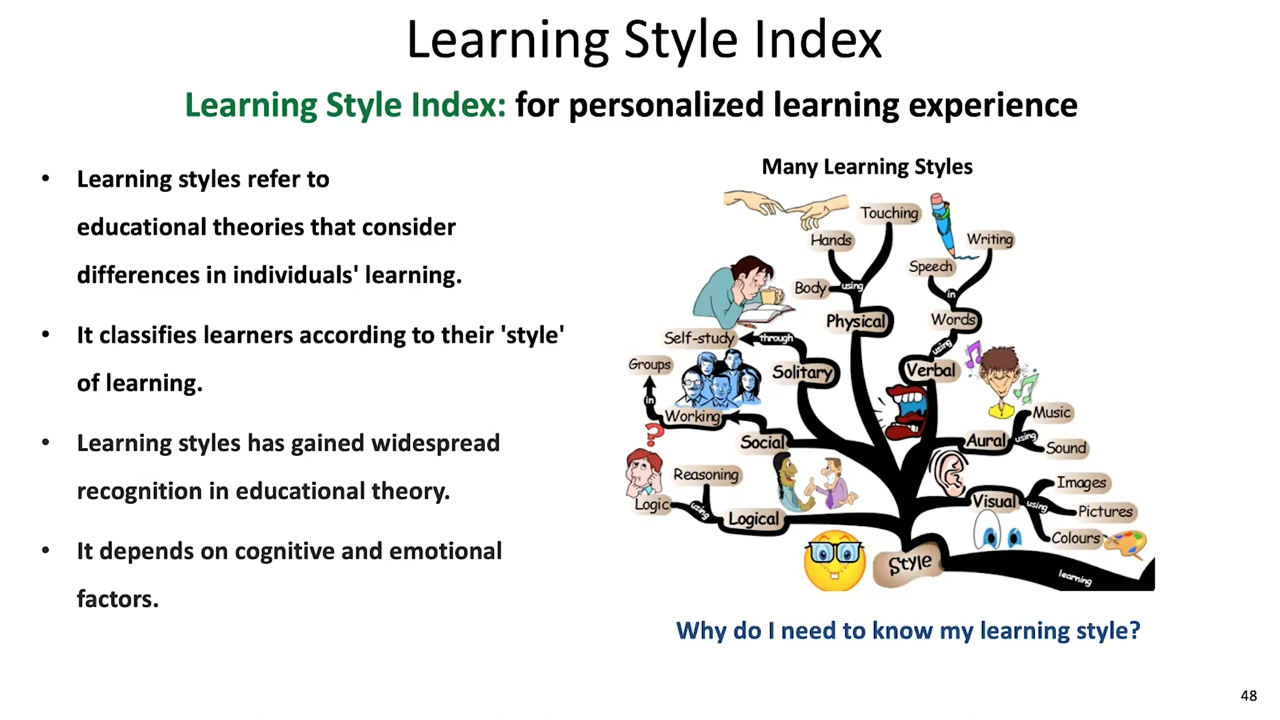 Learning Style Index
Learning Style Index: for personalized learning experience
• Learning styles refer to
educational theories that consider
differences in individuals' learning.
• It classifies learners according to their 'style'
of learning.
• Learning styles has gained widespread
recognition in educational theory.
• It depends on cognitive and emotional
factors.
Many Learning Styles
Touching
Hands
Writing
Speech
Body
using
in
Physical
Words
Self-study
through
using
Groups
Solitary
Verbal
in
Working
Music
Social
Aural
using
Sound
?
Reasoning
Images
Logic
using
Visual
using
Pictures
Logical
Colours
Style
learning
Why do I need to know my learning style?
48